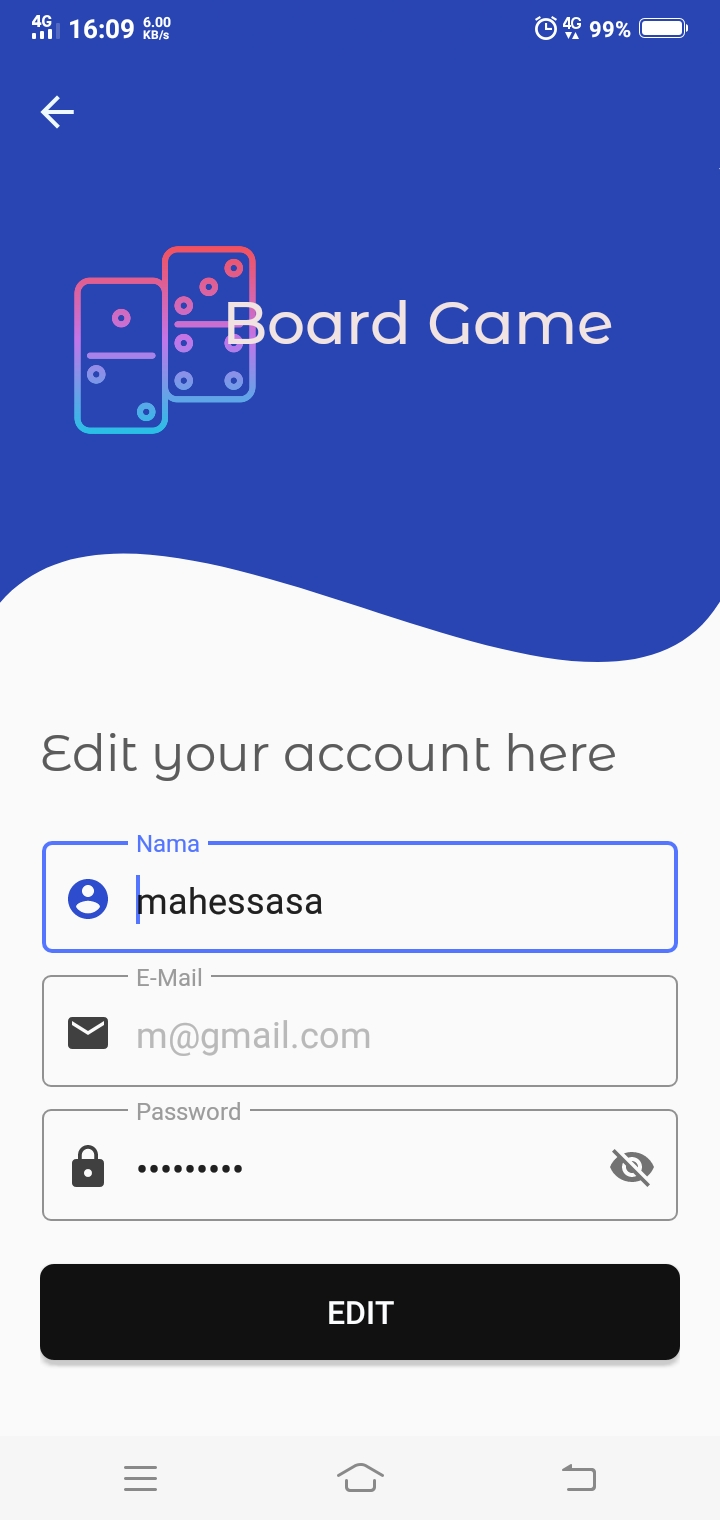 4G 16:09 6.00 KB/s 4G 99%
Board Game
Edit your account here
Nama
mahessasa
E-Mail
m@gmail.com
Password
•••••••••
EDIT